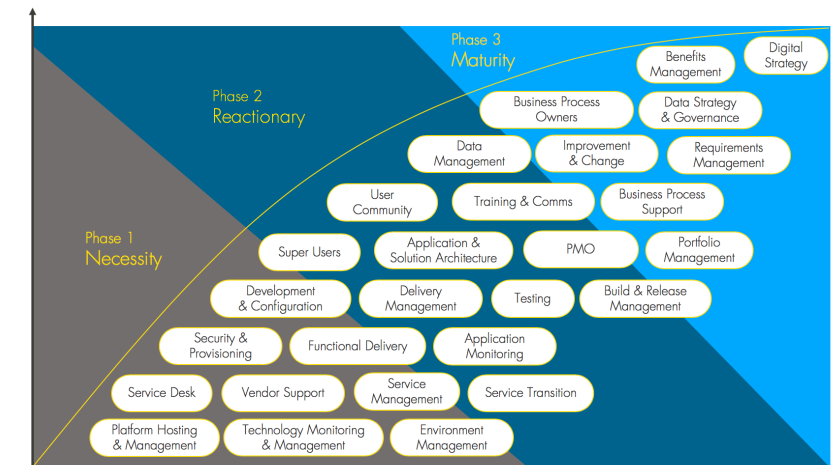 Phase 3
Maturity
Benefits
Management
Digital
Strategy
Phase 2
Reactionary
Business Process
Owners
Data Strategy
& Governance
Data
Management
Improvement
& Change
Requirements
Management
User
Community
Training & Comms
Business Process
Support
Phase 1
Necessity
Super Users
Application &
Solution Architecture
PMO
Portfolio
Management
Development
& Configuration
Delivery
Management
Testing
Build & Release
Management
Security &
Provisioning
Functional Delivery
Application
Monitoring
Service Desk
Vendor Support
Service
Management
Service Transition
Platform Hosting
& Management
Technology Monitoring
& Management
Environment
Management